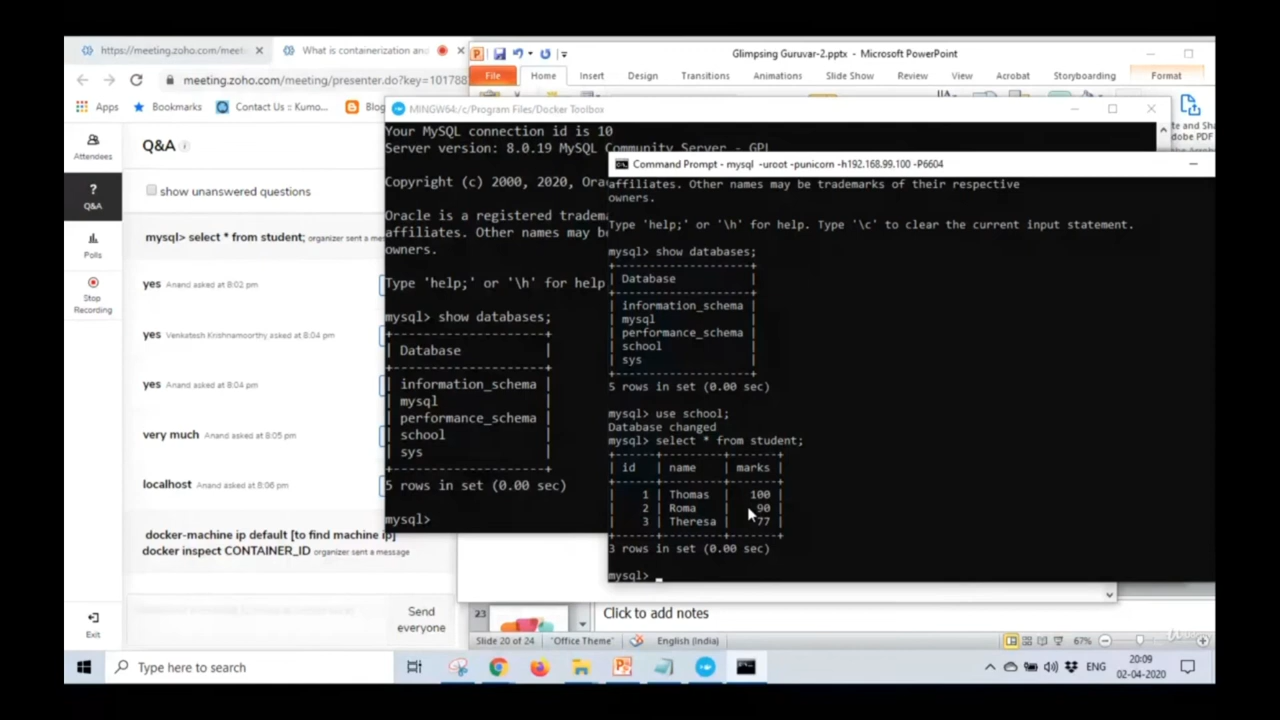 https://meeting.zoho.com/meet
What is containerization and
Glimpsing Guruvar-2.pptx - Microsoft PowerPoint
meeting.zoho.com/meeting/presenter.do?key=101788
File Home Insert Design Transitions Animations Slide Show Review View Acrobat Storyboarding Format
Apps Bookmarks Contact Us :: Kumo... Blog
MINGW64:/c/Program Files/Docker Toolbox
Attendees
Q&A
Polls
Stop
Recording
Exit
Q&A
show unanswered questions
mysql> select * from student; organizer sent a mes
yes Anand asked at 8:02 pm
yes Venkatesh Krishnamoorthy asked at 8:04 pm
yes Anand asked at 8:04 pm
very much Anand asked at 8:05 pm
localhost Anand asked at 8:06 pm
docker-machine ip default [to find machine ip]
docker inspect CONTAINER_ID organizer sent a message
Send
everyone
Your MySQL connection id is 10
Server version: 8.0.19 MySQL Community Server - GPL
Copyright (c) 2000, 2020, Orac
Oracle is a registered tradema
affiliates. Other names may be
owners.
Type 'help;' or '\h' for help
mysql> show databases;
+--------------------+
| Database           |
+--------------------+
| information_schema |
| mysql              |
| performance_schema |
| school             |
| sys                |
+--------------------+
5 rows in set (0.00 sec)
mysql>
Command Prompt - mysql -uroot -punicorn -h192.168.99.100 -P6604
affiliates. Other names may be trademarks of their respective
owners.
Type 'help;' or '\h' for help. Type '\c' to clear the current input statement.
mysql> show databases;
+--------------------+
| Database           |
+--------------------+
| information_schema |
| mysql              |
| performance_schema |
| school             |
| sys                |
+--------------------+
5 rows in set (0.00 sec)
mysql> use school;
Database changed
mysql> select * from student;
+------+---------+-------+
| id   | name    | marks |
+------+---------+-------+
|    1 | Thomas  |   100 |
|    2 | Roma    |    90 |
|    3 | Theresa |    77 |
+------+---------+-------+
3 rows in set (0.00 sec)
mysql>
te and Sha
dobe PDF
23
Click to add notes
Slide 20 of 24 "Office Theme" English (India) 67%
Type here to search
ENG
20:09
02-04-2020